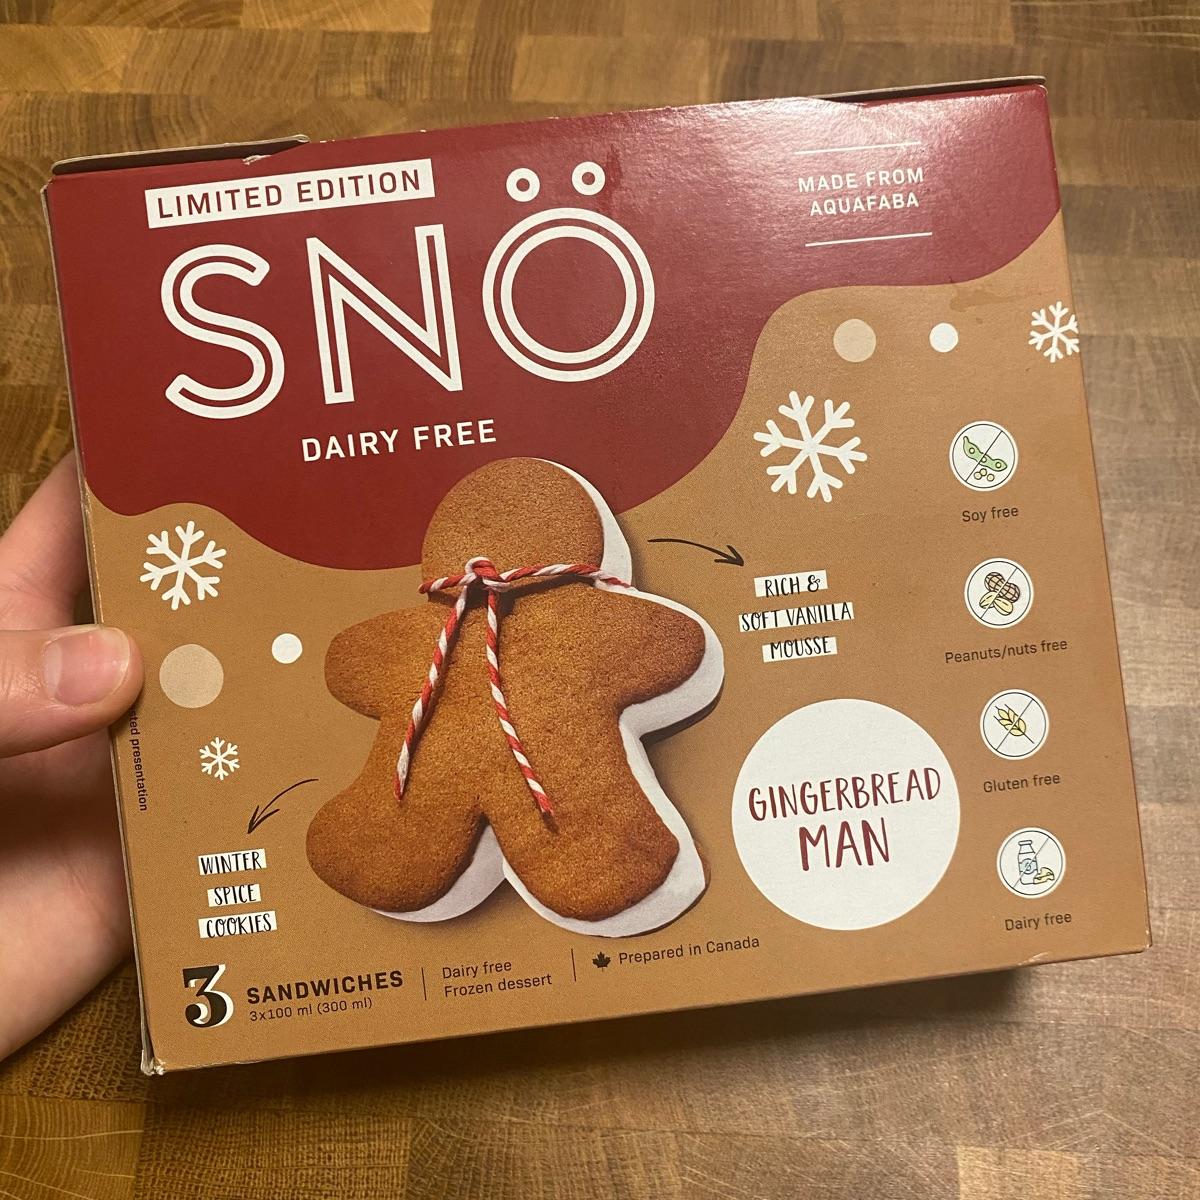 LIMITED EDITION
SNÖ
DAIRY FREE
MADE FROM
AQUAFABA
Soy free
RICH &
SOFT VANILLA
MOUSSE
Peanuts/nuts free
Gluten free
GINGERBREAD
MAN
Dairy free
presentation
WINTER
SPICE
COOKIES
3 SANDWICHES
3x100 ml (300 ml)
Dairy free
Frozen dessert
Prepared in Canada